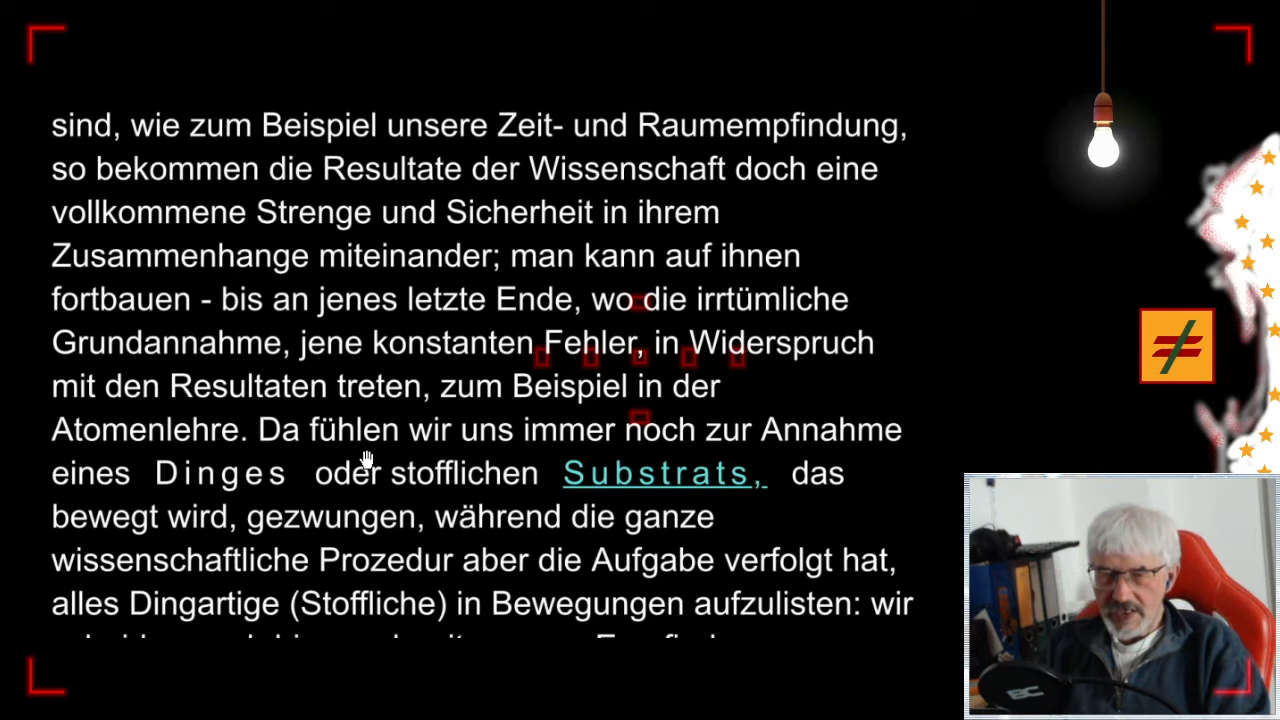 sind, wie zum Beispiel unsere Zeit- und Raumempfindung,
so bekommen die Resultate der Wissenschaft doch eine
vollkommene Strenge und Sicherheit in ihrem
Zusammenhange miteinander; man kann auf ihnen
fortbauen - bis an jenes letzte Ende, wo die irrtümliche
Grundannahme, jene konstanten Fehler, in Widerspruch
mit den Resultaten treten, zum Beispiel in der
Atomenlehre. Da fühlen wir uns immer noch zur Annahme
eines Dinges oder stofflichen Substrats, das
bewegt wird, gezwungen, während die ganze
wissenschaftliche Prozedur aber die Aufgabe verfolgt hat,
alles Dingartige (Stoffliche) in Bewegungen aufzulisten: wir
≠
BC